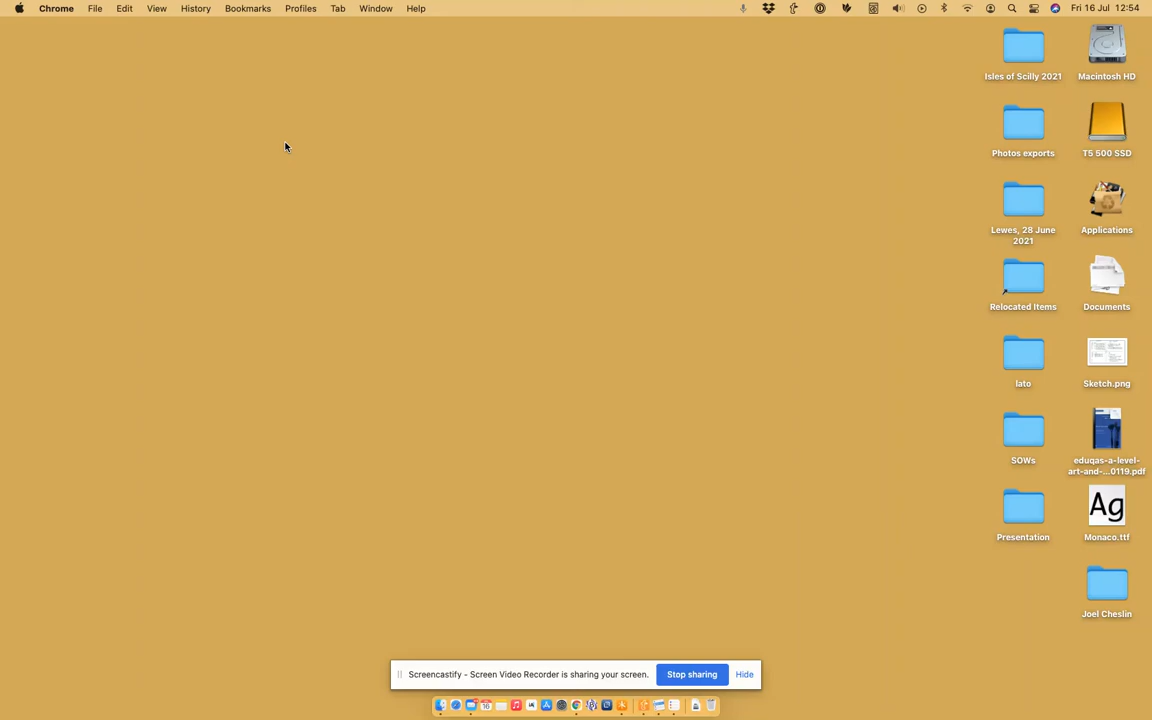 Chrome File Edit View History Bookmarks Profiles Tab Window Help Fri 16 Jul 12:54
Isles of Scilly 2021
Macintosh HD
Photos exports
T5 500 SSD
Lewes, 28 June
2021
Applications
Relocated Items
Documents
lato
Sketch.png
SOWs
eduqas-a-level-
art-and-...0119.pdf
Ag
Presentation
Monaco.ttf
Joel Cheslin
Screencastify - Screen Video Recorder is sharing your screen. Stop sharing Hide